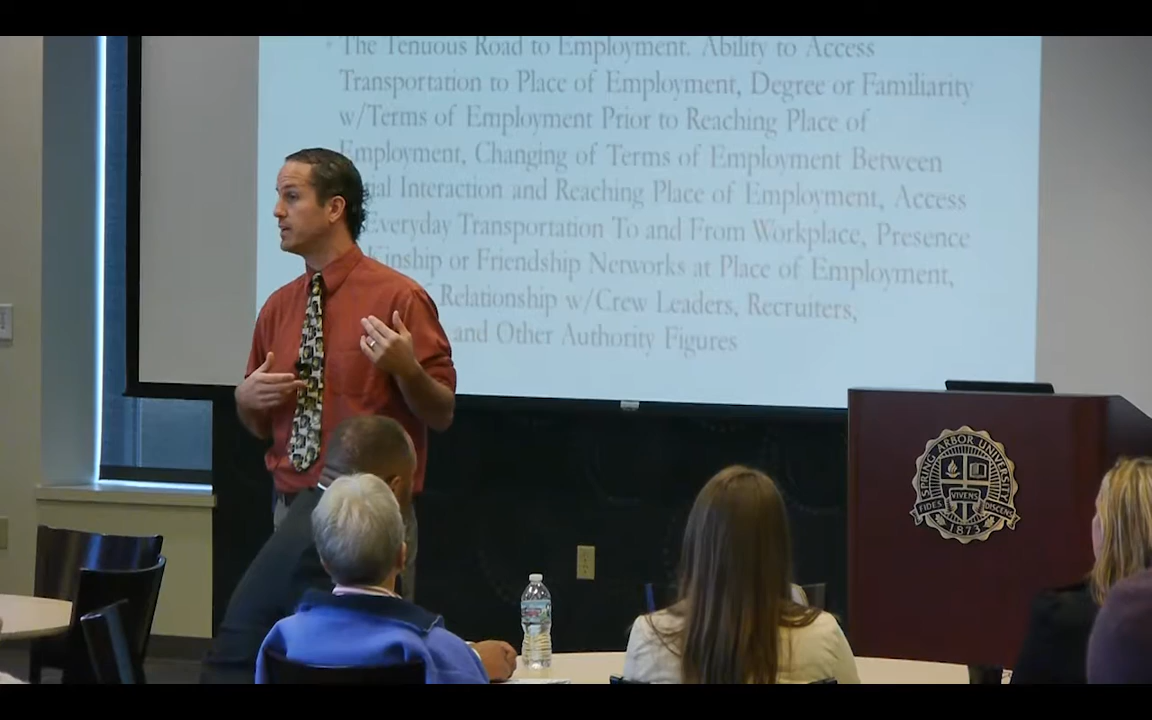 The Tenuous Road to Employment. Ability to Access
Transportation to Place of Employment, Degree or Familiarity
w/Terms of Employment Prior to Reaching Place of
Employment, Changing of Terms of Employment Between
Interaction and Reaching Place of Employment, Access
Everyday Transportation To and From Workplace, Presence
Kinship or Friendship Networks at Place of Employment,
Relationship w/Crew Leaders, Recruiters,
and Other Authority Figures
SPRING ARBOR UNIVERSITY
FIDES VIVENS DISCENS
1873